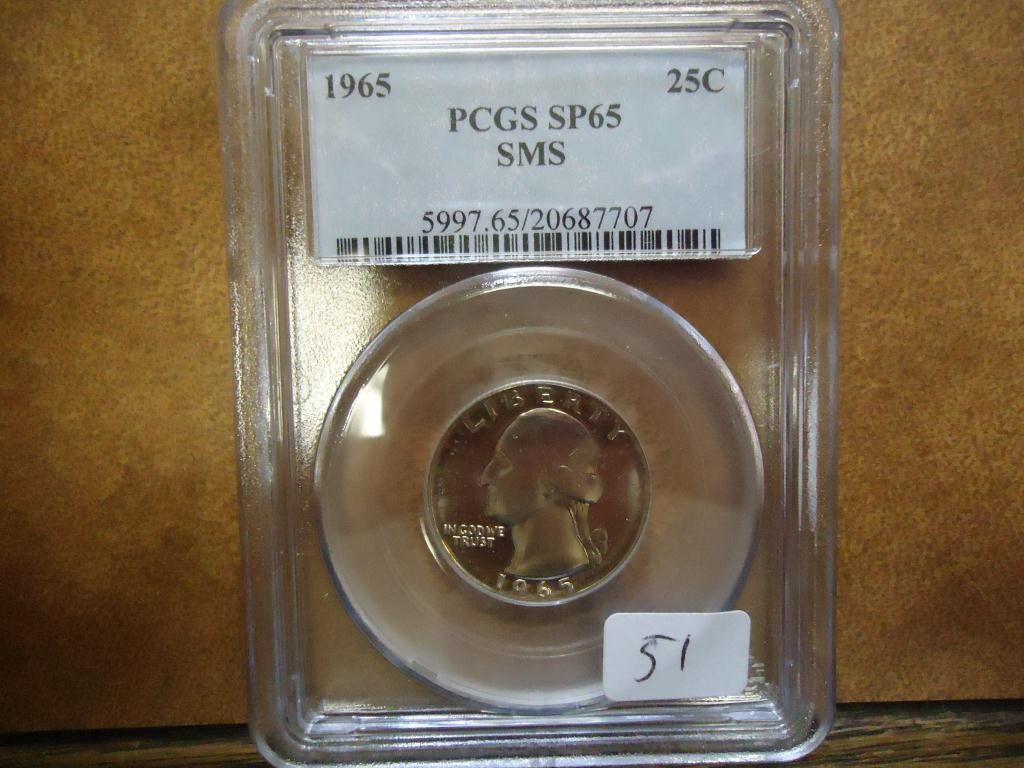 1965 25C
PCGS SP65
SMS
5997.65/20687707
LIBERTY
IN GOD WE
TRUST
1965
51